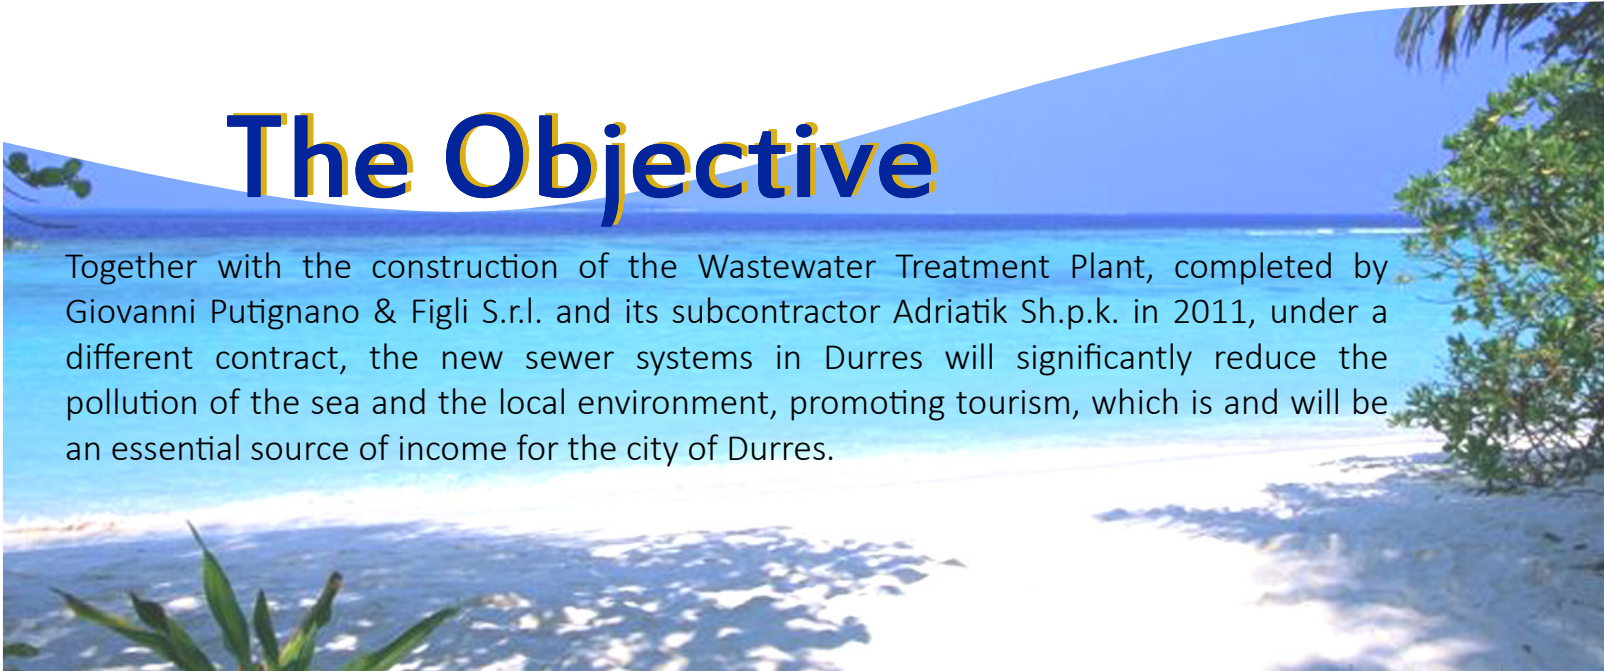 The Objective
Together with the construction of the Wastewater Treatment Plant, completed by
Giovanni Putignano & Figli S.r.l. and its subcontractor Adriatik Sh.p.k. in 2011, under a
different contract, the new sewer systems in Durres will significantly reduce the
pollution of the sea and the local environment, promoting tourism, which is and will be
an essential source of income for the city of Durres.